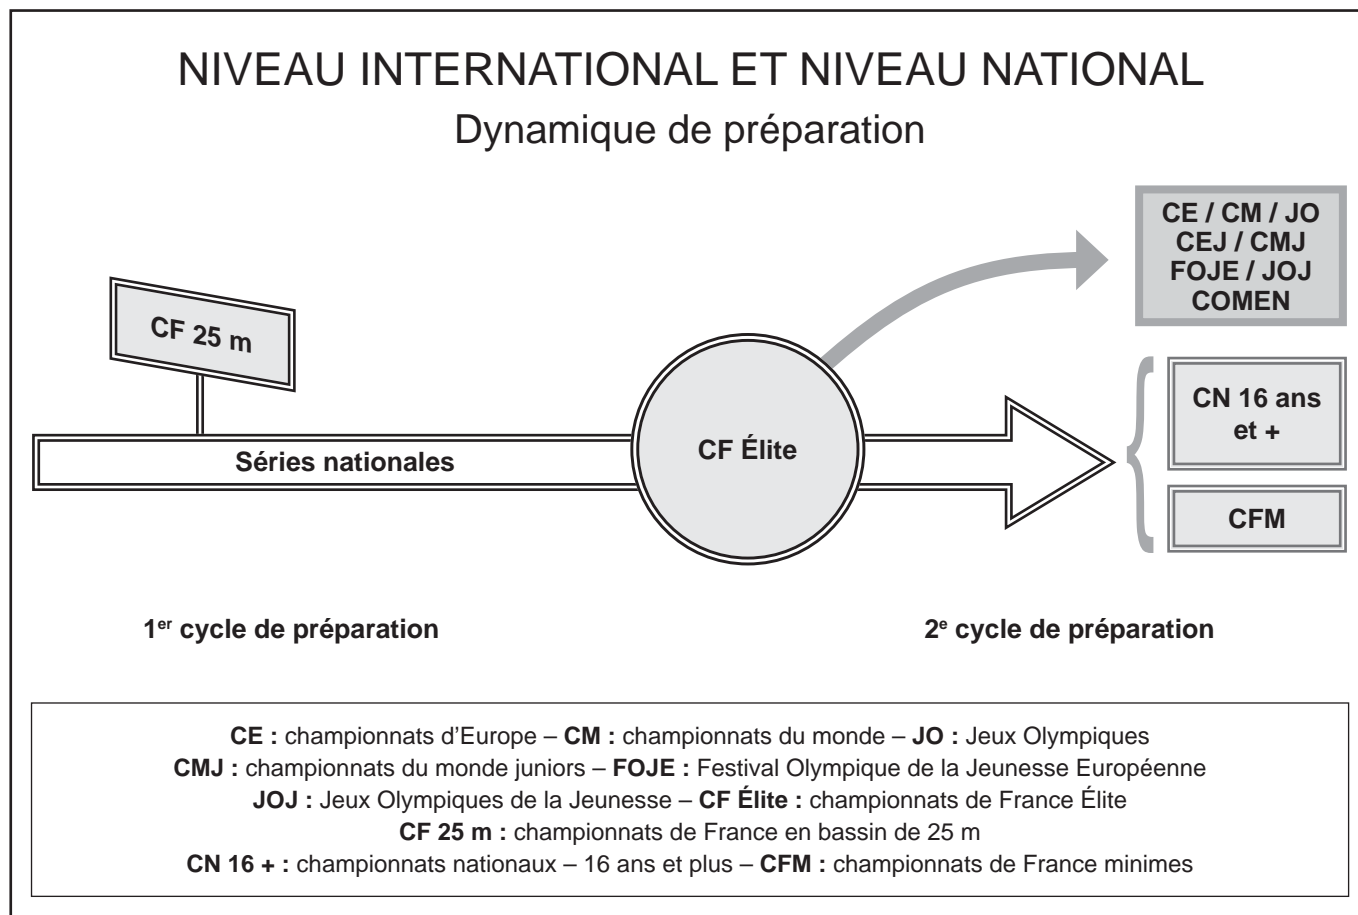 NIVEAU INTERNATIONAL ET NIVEAU NATIONAL
Dynamique de préparation
CE / CM / JO
CEJ / CMJ
FOJE / JOJ
COMEN
CF 25 m
CN 16 ans
et +
Séries nationales
CF Élite
CFM
1er cycle de préparation
2e cycle de préparation
CE : championnats d'Europe – CM : championnats du monde – JO : Jeux Olympiques
CMJ : championnats du monde juniors – FOJE : Festival Olympique de la Jeunesse Européenne
JOJ : Jeux Olympiques de la Jeunesse – CF Élite : championnats de France Élite
CF 25 m : championnats de France en bassin de 25 m
CN 16 + : championnats nationaux – 16 ans et plus – CFM : championnats de France minimes